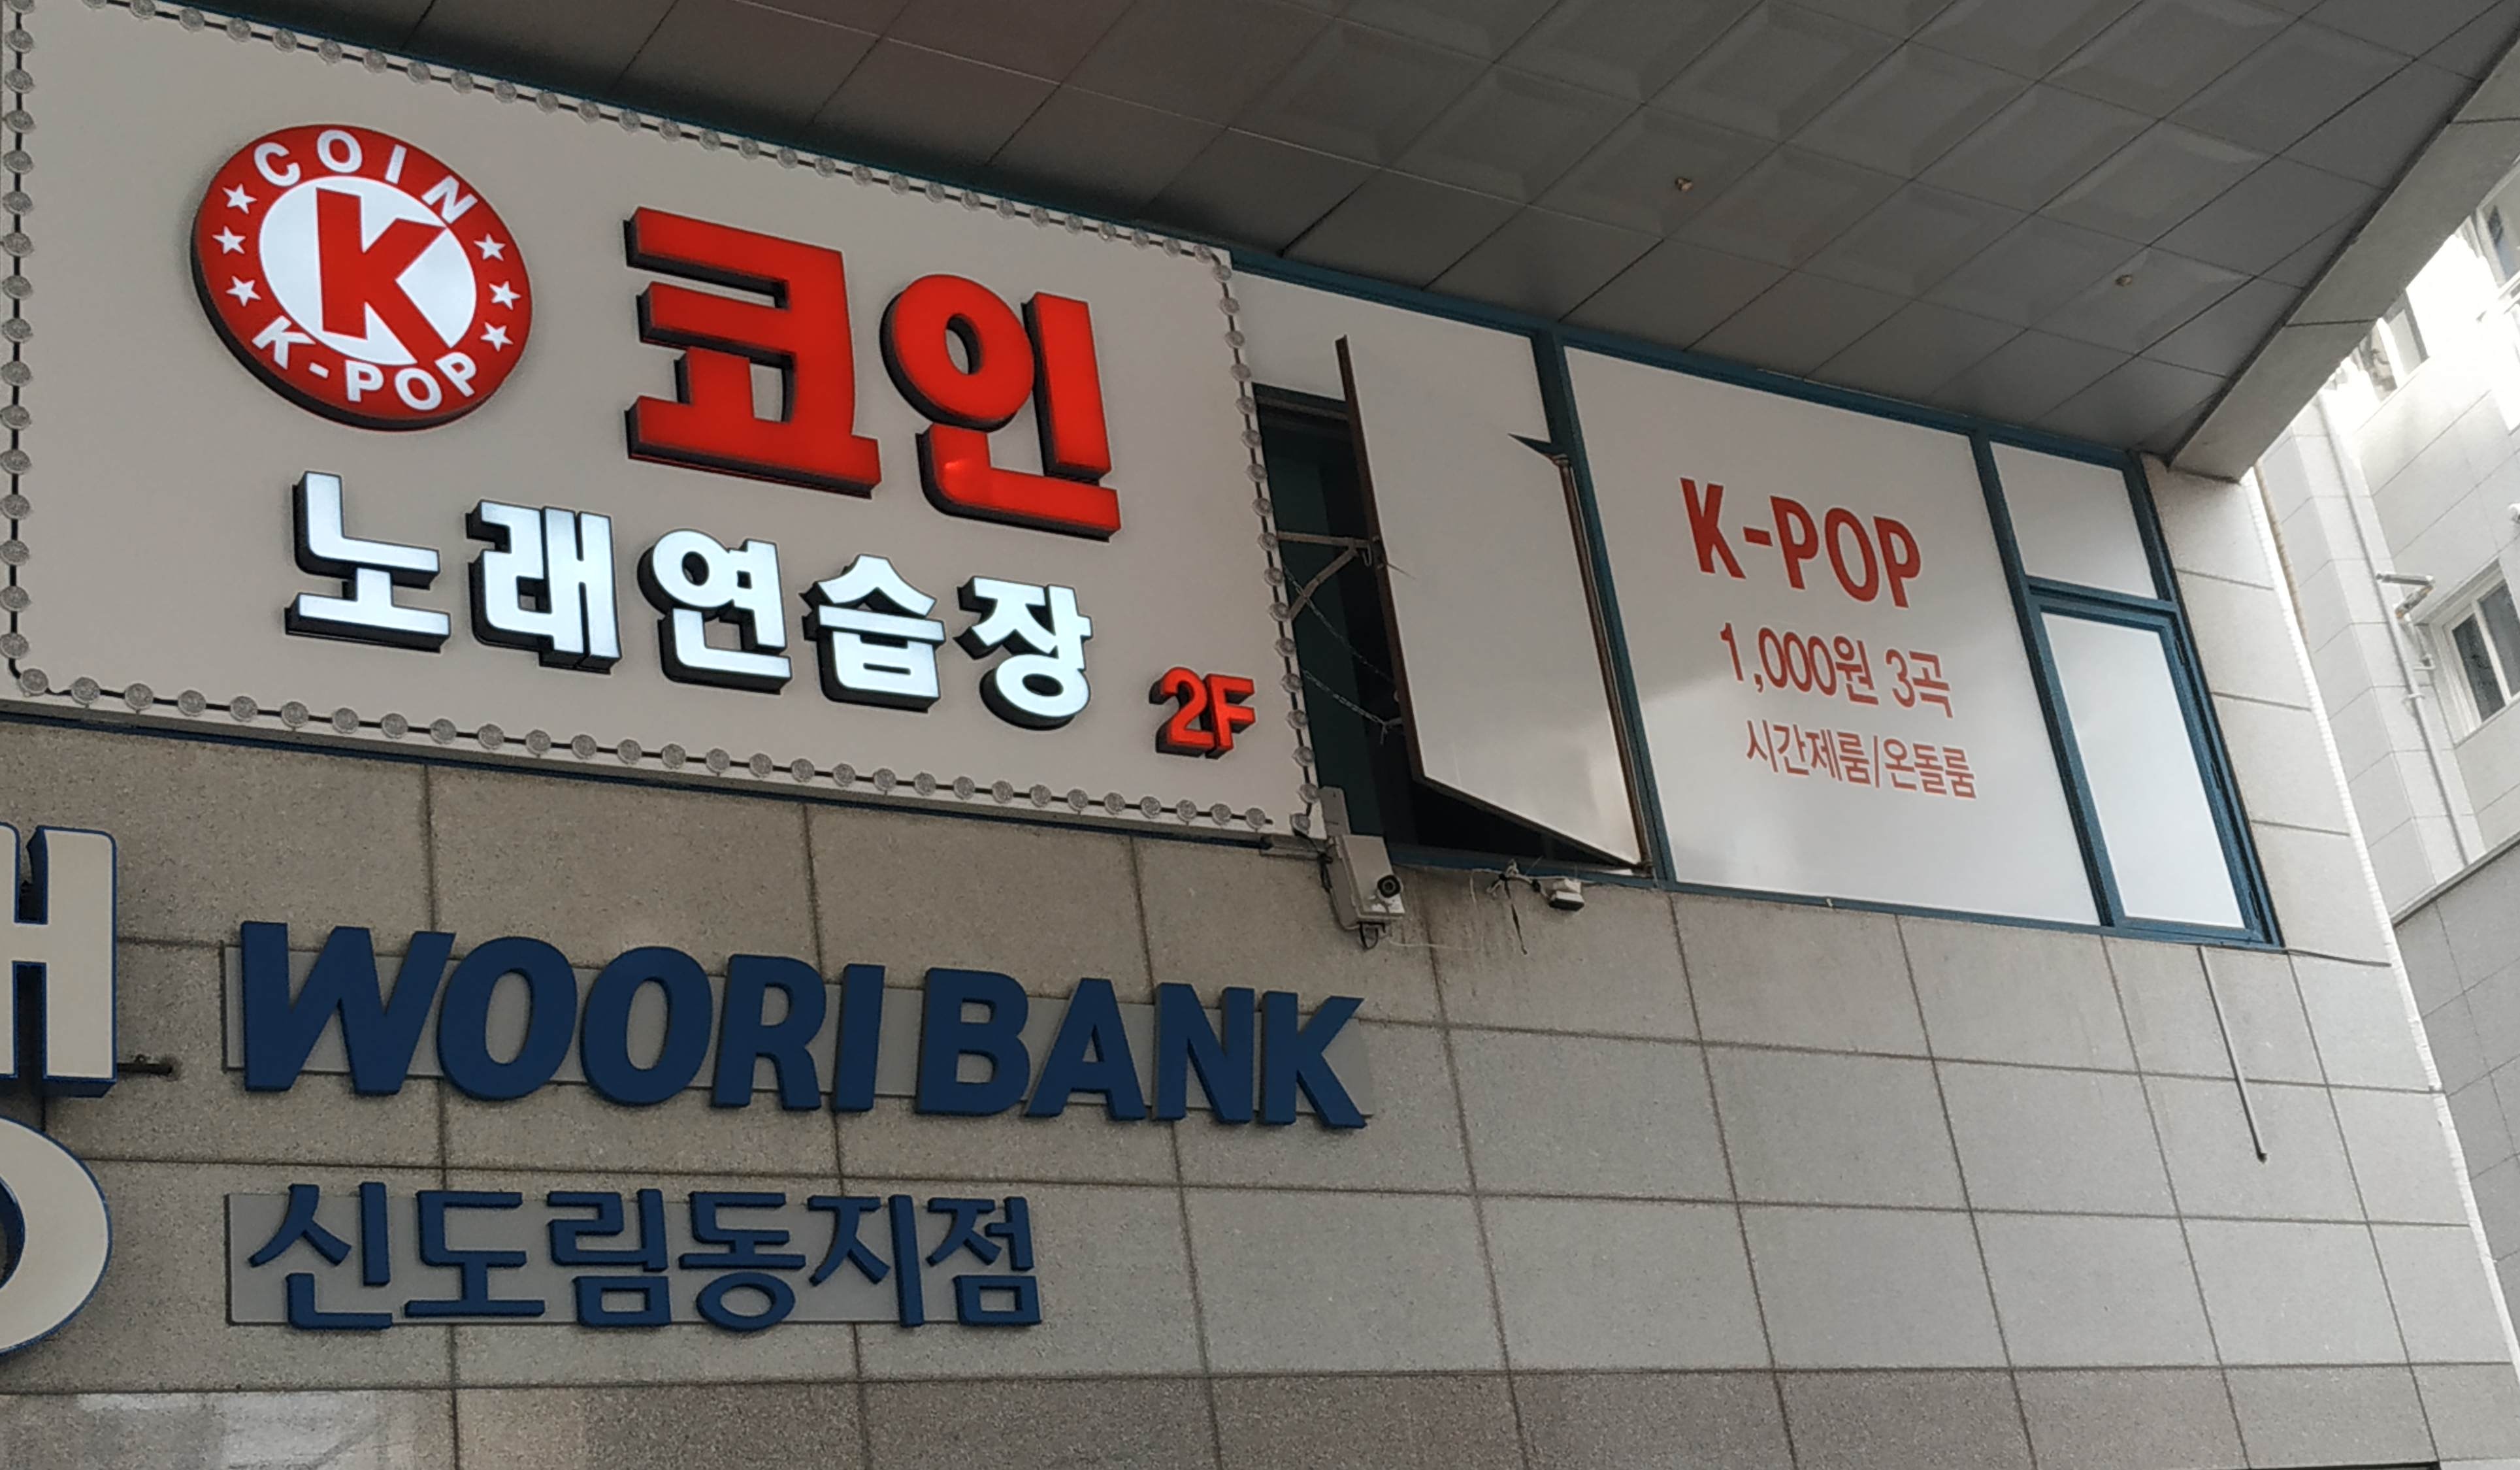 COIN
K
K-POP
코인
노래연습장
2F
K-POP
1,000원 3곡
시간제룸/온돌룸
WOORI BANK
신도림동지점